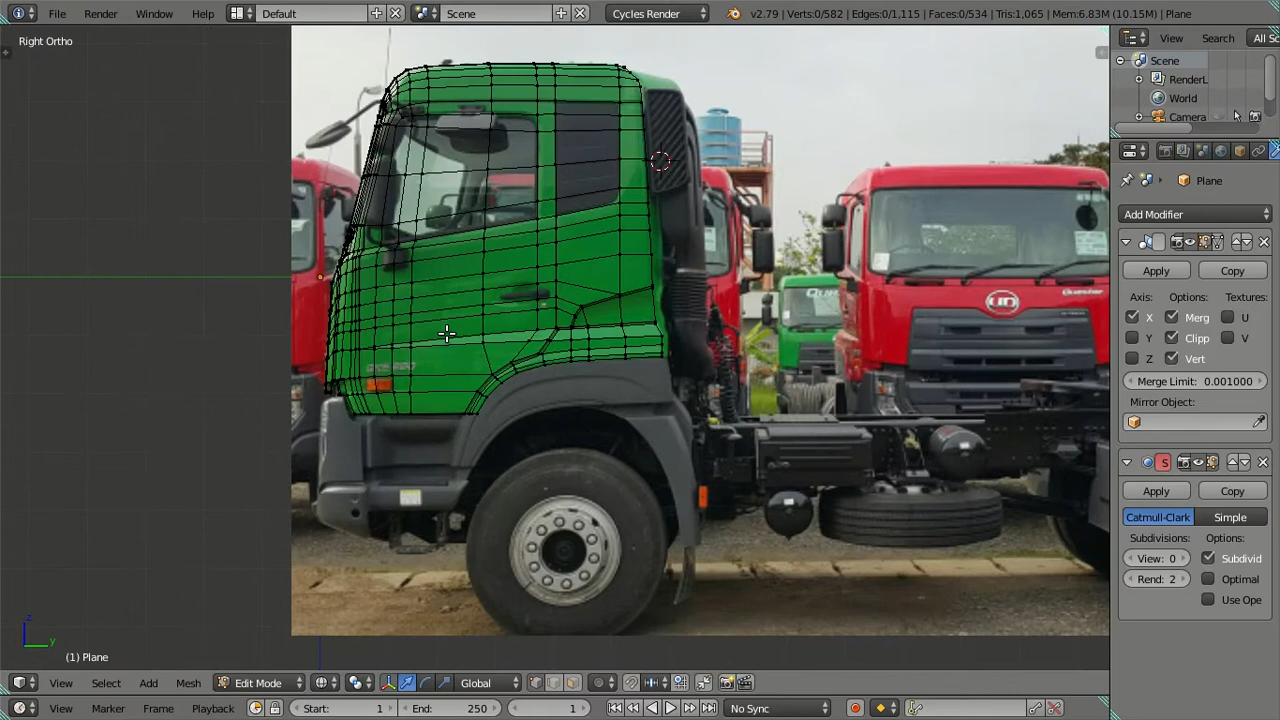 File Render Window Help Default Scene Cycles Render v2.79 | Verts:0/582 | Edges:0/1,115 | Faces:0/534 | Tris:1,065 | Mem:6.83M (10.15M) | Plane
Right Ortho
View Search All Sc
Scene
RenderL
World
Camera
Plane
Add Modifier
Apply Copy
Axis: Options: Textures:
X Merg U
Y Clipp V
Z Vert
Merge Limit: 0.001000
Mirror Object:
S
Apply Copy
Catmull-Clark Simple
Subdivisions: Options:
View: 0 Subdivid
Rend: 2 Optimal
Use Ope
Quester
z
y
(1) Plane
View Select Add Mesh Edit Mode Global
View Marker Frame Playback Start: 1 End: 250 1 No Sync